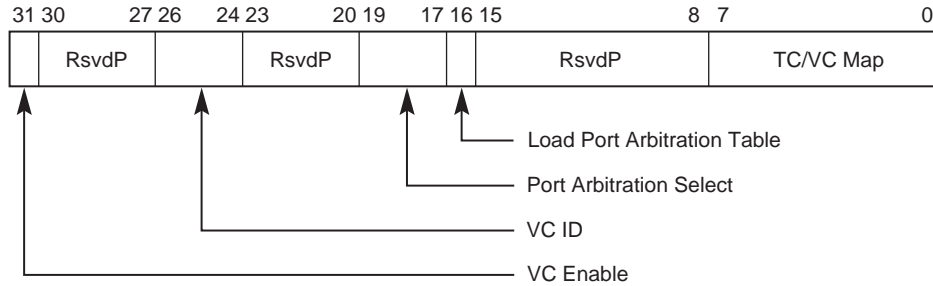 31 30 27 26 24 23 20 19 17 16 15 8 7 0
RsvdP RsvdP RsvdP TC/VC Map
Load Port Arbitration Table
Port Arbitration Select
VC ID
VC Enable